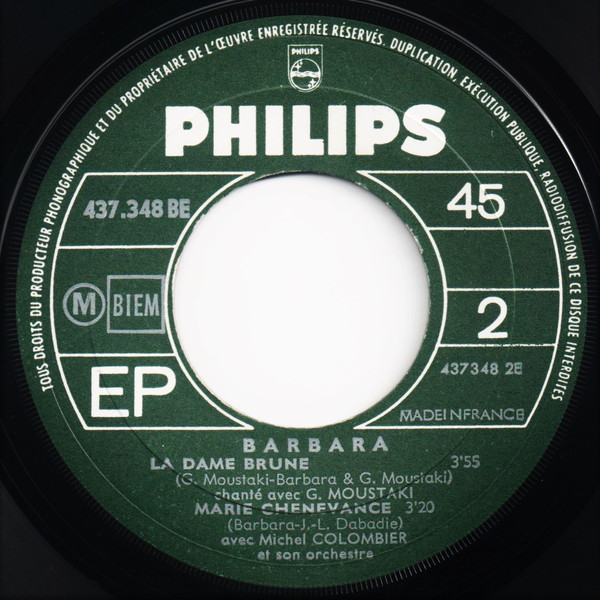 TOUS DROITS DU PRODUCTEUR PHONOGRAPHIQUE ET DU PROPRIÉTAIRE DE L'ŒUVRE ENREGISTRÉE RÉSERVÉS. DUPLICATION, EXÉCUTION PUBLIQUE, RADIODIFFUSION DE CE DISQUE INTERDITES
PHILIPS
PHILIPS
437.348 BE
45
M BIEM
2
437348 2E
EP
MADE IN FRANCE
BARBARA
LA DAME BRUNE 3'55
(G. Moustaki-Barbara & G. Moustaki)
chanté avec G. MOUSTAKI
MARIE CHENEVANCE 3'20
(Barbara-J.-L. Dabadie)
avec Michel COLOMBIER
et son orchestre